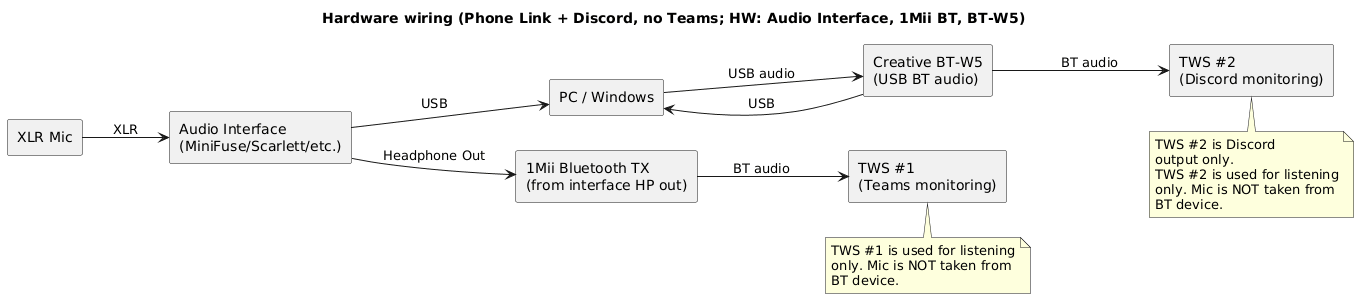 Hardware wiring (Phone Link + Discord, no Teams; HW: Audio Interface, 1Mii BT, BT-W5)
XLR Mic
XLR
Audio Interface
(MiniFuse/Scarlett/etc.)
USB
Headphone Out
PC / Windows
USB audio
USB
Creative BT-W5
(USB BT audio)
BT audio
TWS #2
(Discord monitoring)
1Mii Bluetooth TX
(from interface HP out)
BT audio
TWS #1
(Teams monitoring)
TWS #2 is Discord
output only.
TWS #2 is used for listening
only. Mic is NOT taken from
BT device.
TWS #1 is used for listening
only. Mic is NOT taken from
BT device.